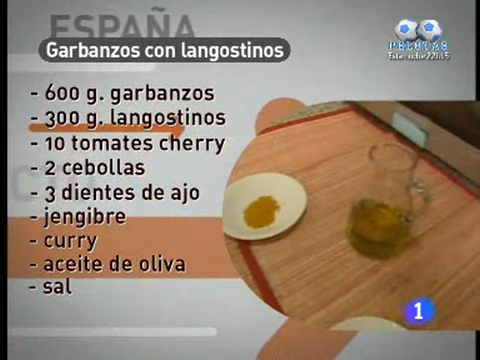 ESPAÑA
Garbanzos con langostinos
PELOTAS
- 600 g. garbanzos
- 300 g. langostinos
- 10 tomates cherry
- 2 cebollas
- 3 dientes de ajo
- jengibre
- curry
- aceite de oliva
- sal
1